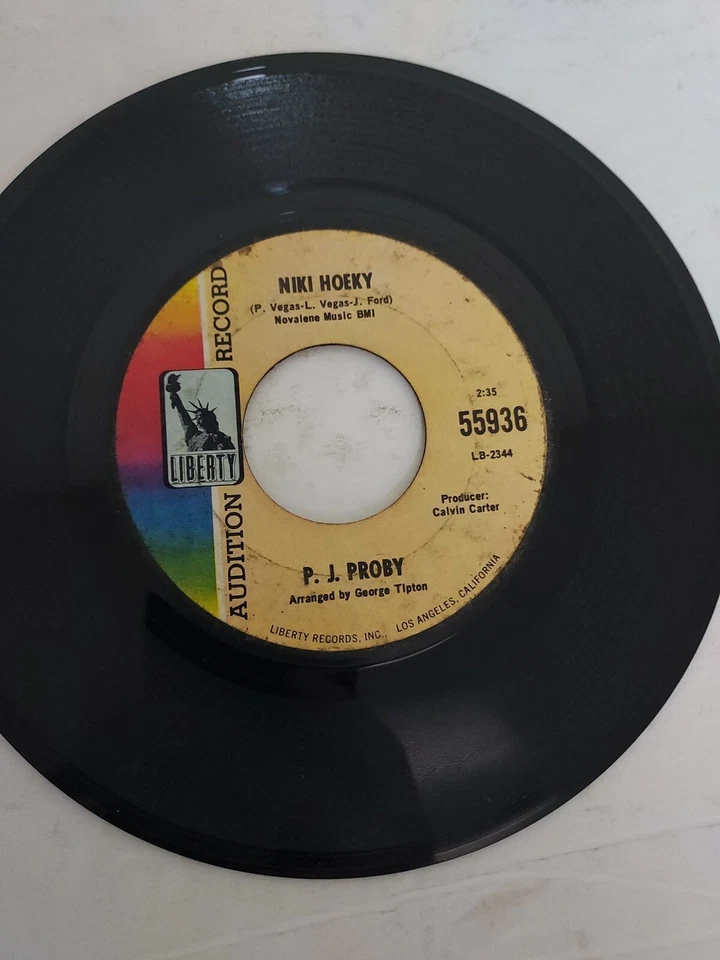 NIKI HOEKY
(P. Vegas-L. Vegas-J. Ford)
Novalene Music BMI
AUDITION RECORD
LIBERTY
2:35
55936
LB-2344
Producer:
Calvin Carter
P. J. PROBY
Arranged by George Tipton
LIBERTY RECORDS, INC., LOS ANGELES, CALIFORNIA